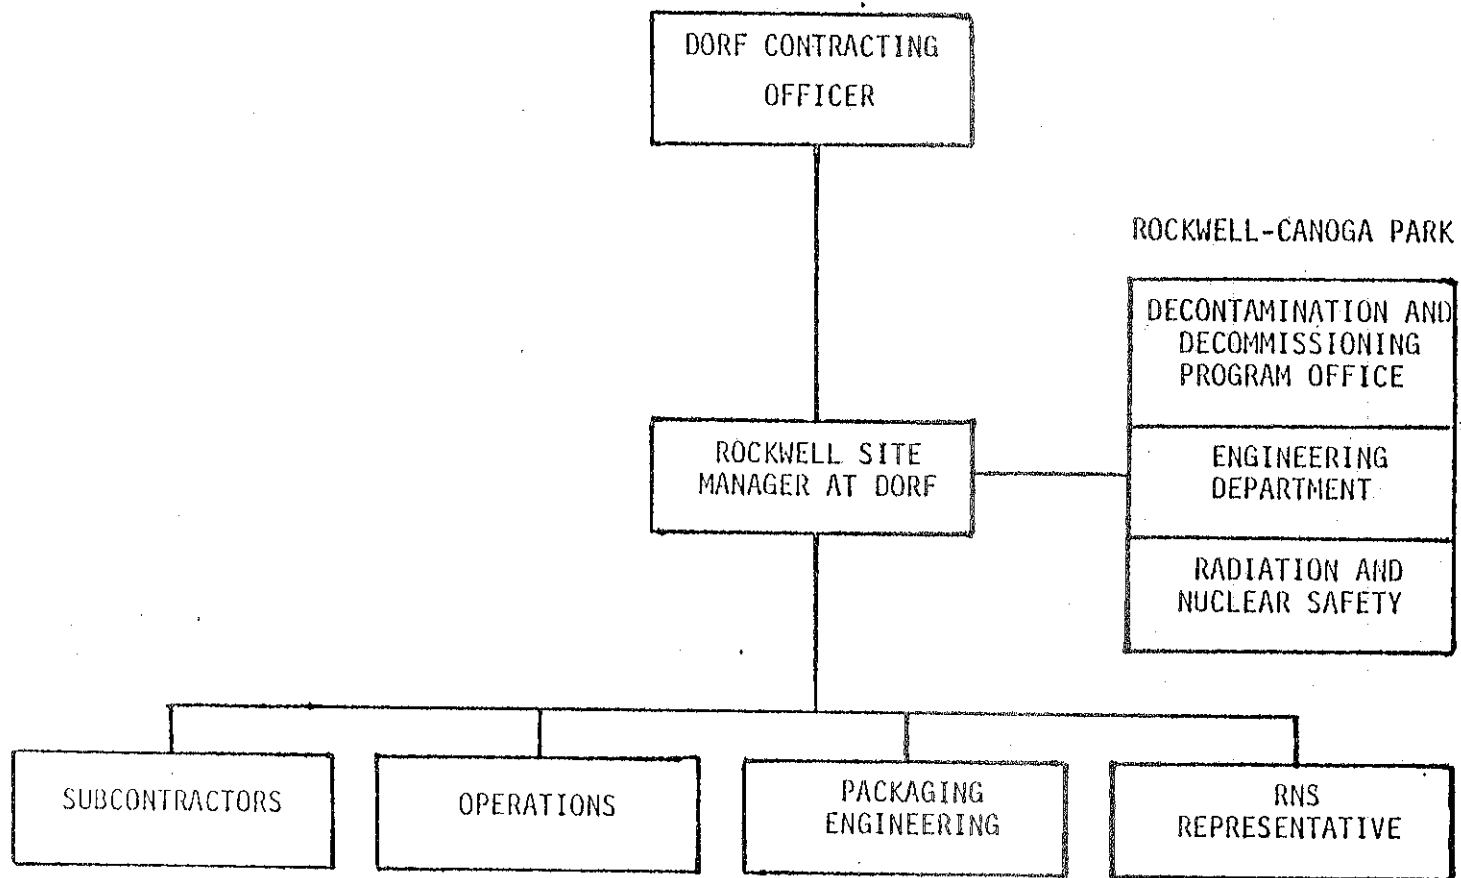 DORF CONTRACTING
OFFICER
ROCKWELL-CANOGA PARK
DECONTAMINATION AND
DECOMMISSIONING
PROGRAM OFFICE
ROCKWELL SITE
MANAGER AT DORF
ENGINEERING
DEPARTMENT
RADIATION AND
NUCLEAR SAFETY
SUBCONTRACTORS
OPERATIONS
PACKAGING
ENGINEERING
RNS
REPRESENTATIVE